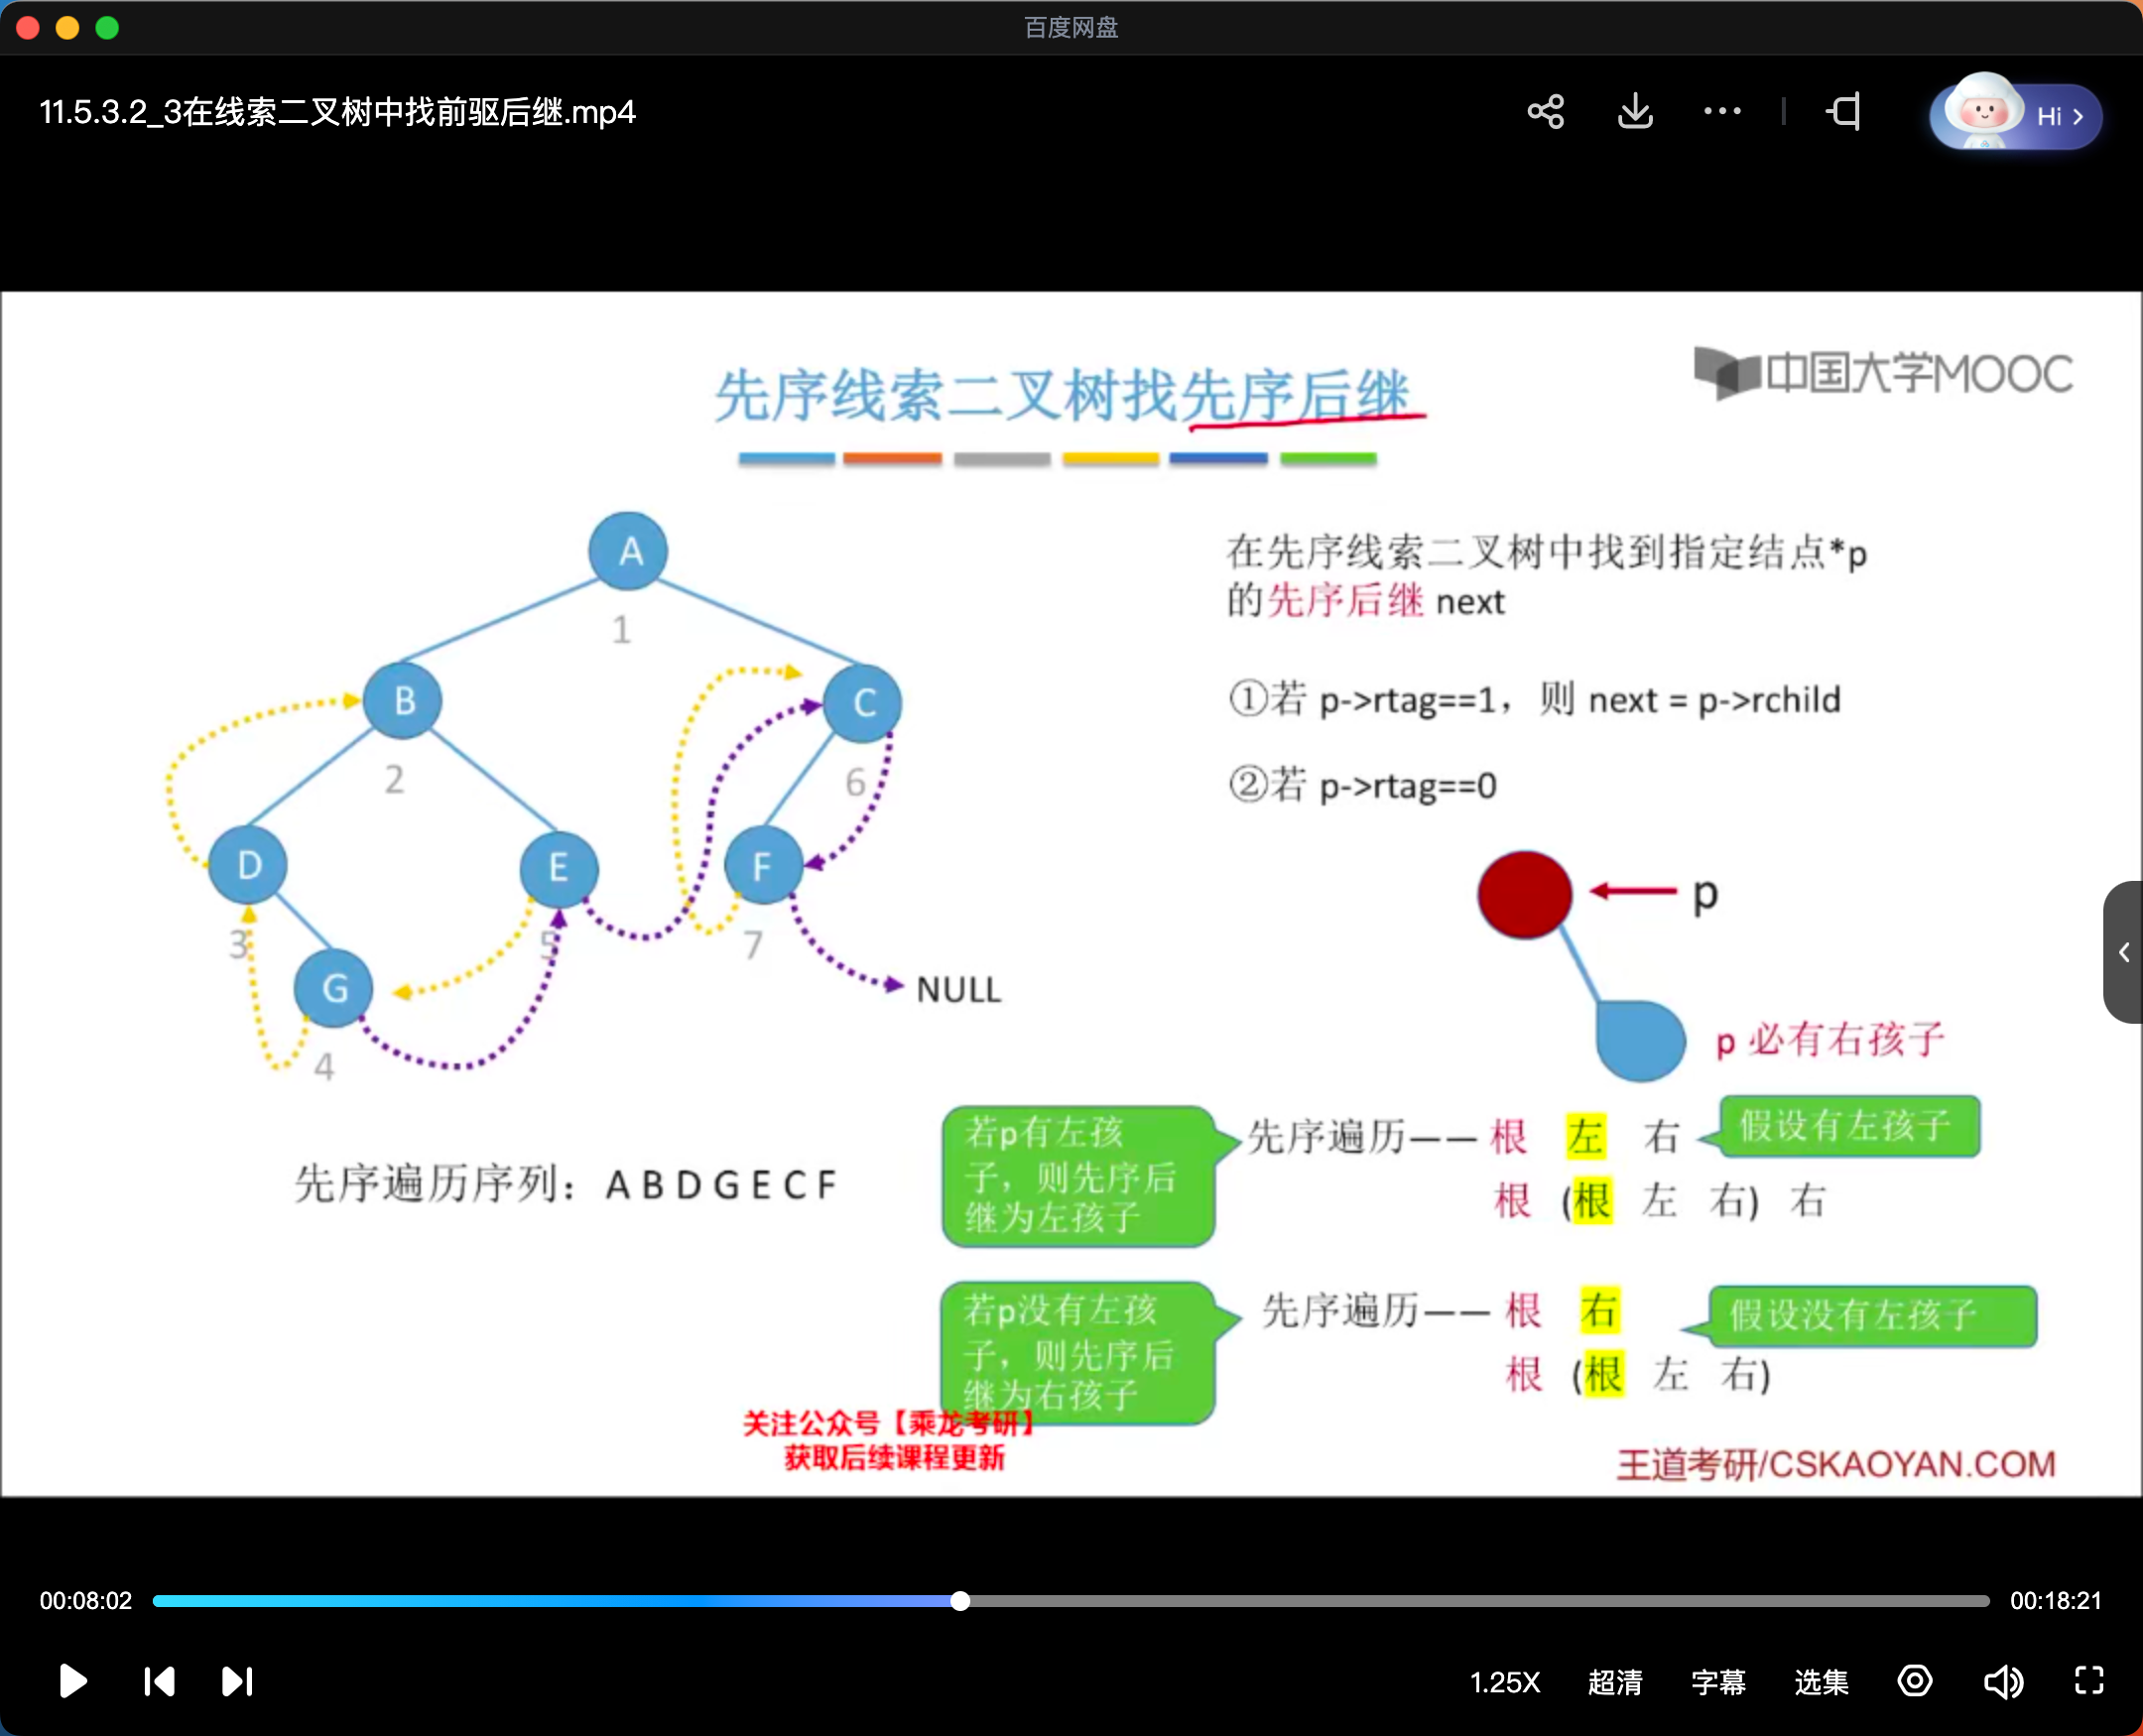 百度网盘
11.5.3.2_3在线索二叉树中找前驱后继.mp4
Hi
中国大学MOOC
先序线索二叉树找先序后继
A
1
B
2
C
6
D
3
E
5
F
7
G
4
NULL
先序遍历序列：A B D G E C F
在先序线索二叉树中找到指定结点*p
的先序后继 next
①若 p->rtag==1，则 next = p->rchild
②若 p->rtag==0
p
p 必有右孩子
若p有左孩
子，则先序后
继为左孩子
先序遍历—— 根 左 右
假设有左孩子
根 (根 左 右) 右
若p没有左孩
子，则先序后
继为右孩子
先序遍历—— 根 右
假设没有左孩子
根 (根 左 右)
关注公众号【乘龙考研】
获取后续课程更新
王道考研/CSKAOYAN.COM
00:08:02
00:18:21
1.25X
超清
字幕
选集